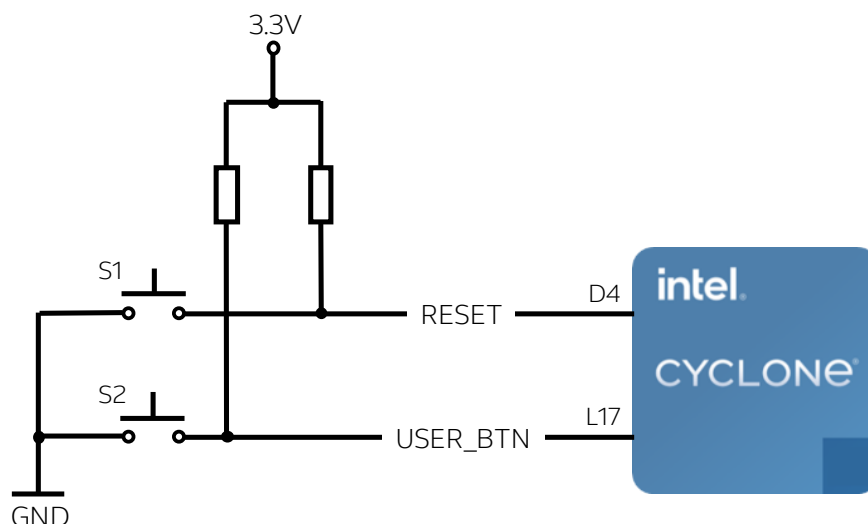 3.3V
S1
RESET
D4
intel.
CYCLONE®
S2
USER_BTN
L17
GND